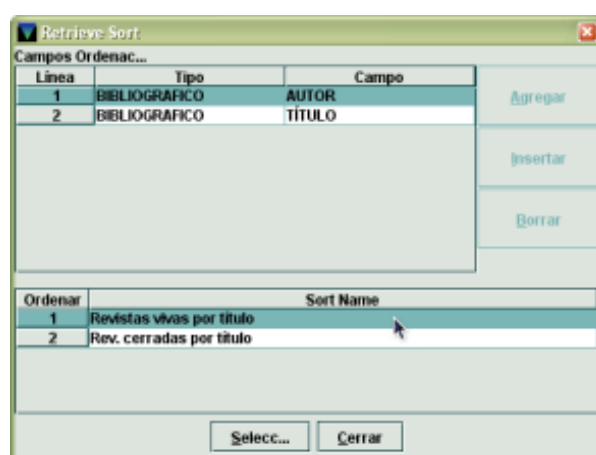 Retrieve Sort
Campos Ordenac...
Línea Tipo Campo
1 BIBLIOGRAFICO AUTOR
2 BIBLIOGRAFICO TÍTULO
Agregar
Insertar
Borrar
Ordenar Sort Name
1 Revistas vivas por título
2 Rev. cerradas por título
Selecc... Cerrar